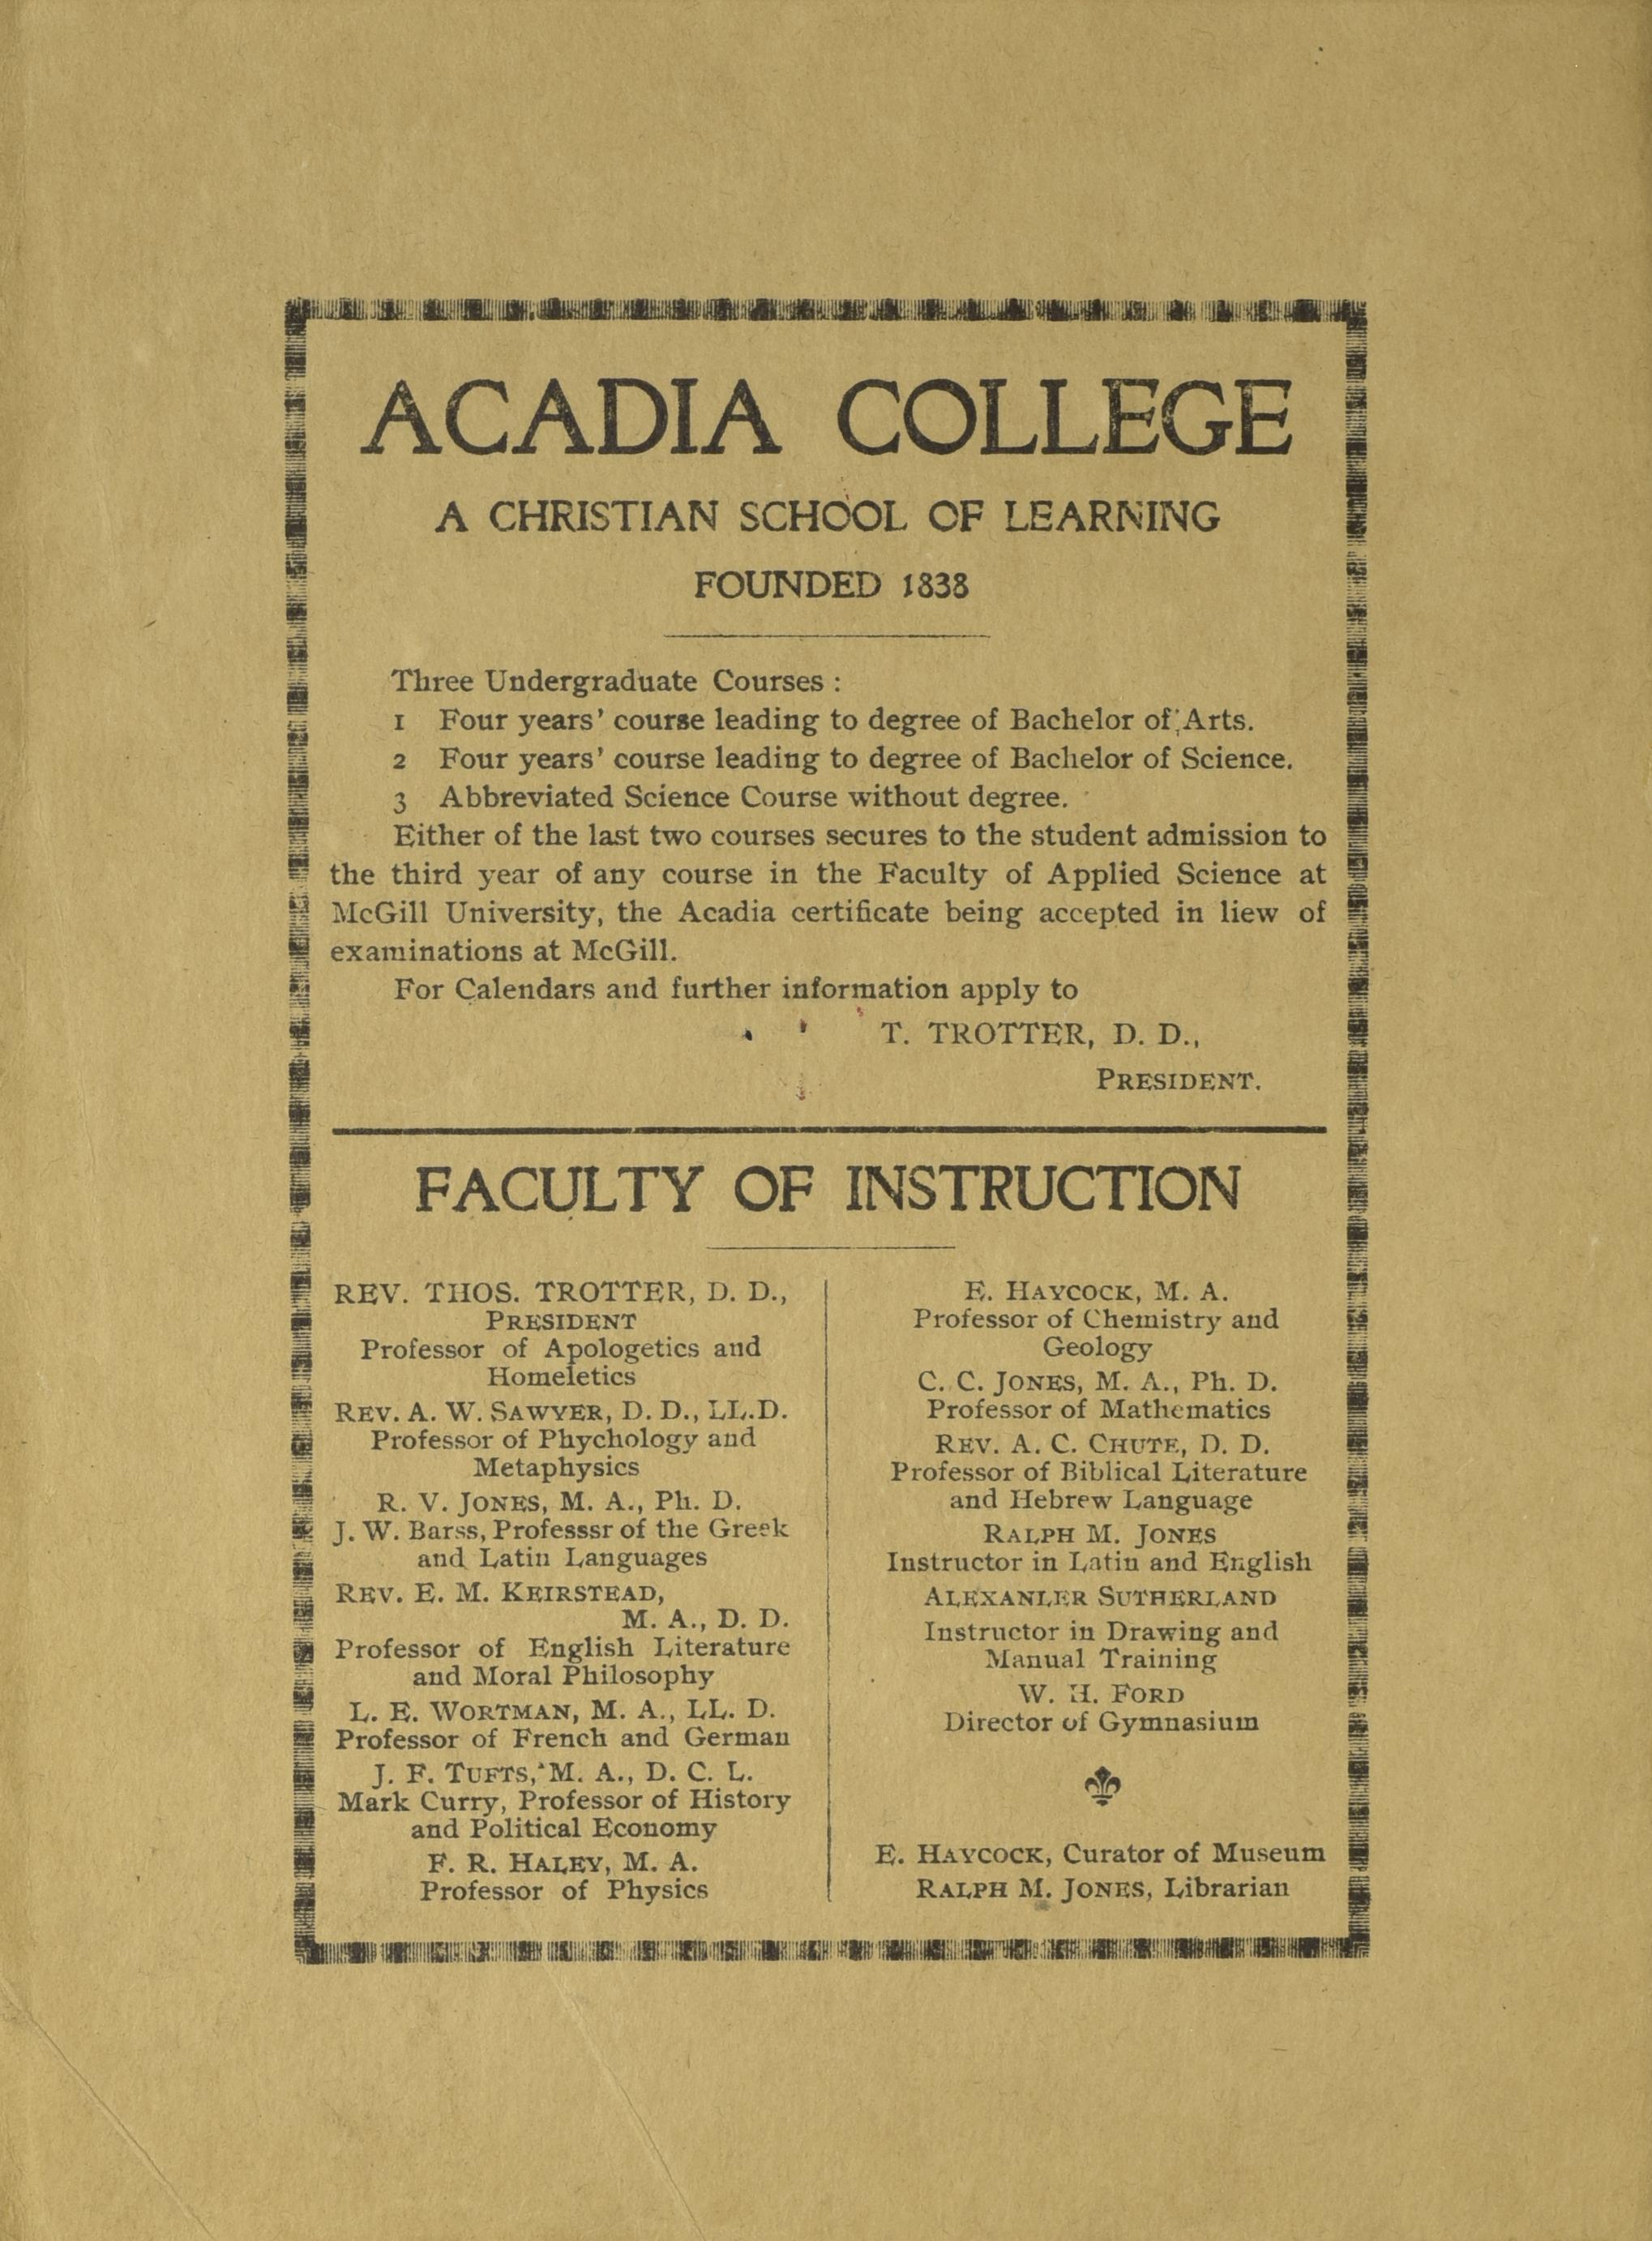 ACADIA COLLEGE
A CHRISTIAN SCHOOL OF LEARNING
FOUNDED 1838
Three Undergraduate Courses :
1 Four years' course leading to degree of Bachelor of Arts.
2 Four years' course leading to degree of Bachelor of Science.
3 Abbreviated Science Course without degree.
Either of the last two courses secures to the student admission to
the third year of any course in the Faculty of Applied Science at
McGill University, the Acadia certificate being accepted in liew of
examinations at McGill.
For Calendars and further information apply to
T. TROTTER, D. D.,
PRESIDENT.
FACULTY OF INSTRUCTION
REV. THOS. TROTTER, D. D.,
PRESIDENT
Professor of Apologetics and
Homeletics
REV. A. W. SAWYER, D. D., LL.D.
Professor of Phychology and
Metaphysics
R. V. JONES, M. A., Ph. D.
J. W. Barss, Professsr of the Greek
and Latin Languages
REV. E. M. KEIRSTEAD,
M. A., D. D.
Professor of English Literature
and Moral Philosophy
L. E. WORTMAN, M. A., LL. D.
Professor of French and German
J. F. TUFTS, M. A., D. C. L.
Mark Curry, Professor of History
and Political Economy
F. R. HALEY, M. A.
Professor of Physics
E. HAYCOCK, M. A.
Professor of Chemistry and
Geology
C. C. JONES, M. A., Ph. D.
Professor of Mathematics
REV. A. C. CHUTE, D. D.
Professor of Biblical Literature
and Hebrew Language
RALPH M. JONES
Instructor in Latin and English
ALEXANLER SUTHERLAND
Instructor in Drawing and
Manual Training
W. H. FORD
Director of Gymnasium
E. HAYCOCK, Curator of Museum
RALPH M. JONES, Librarian